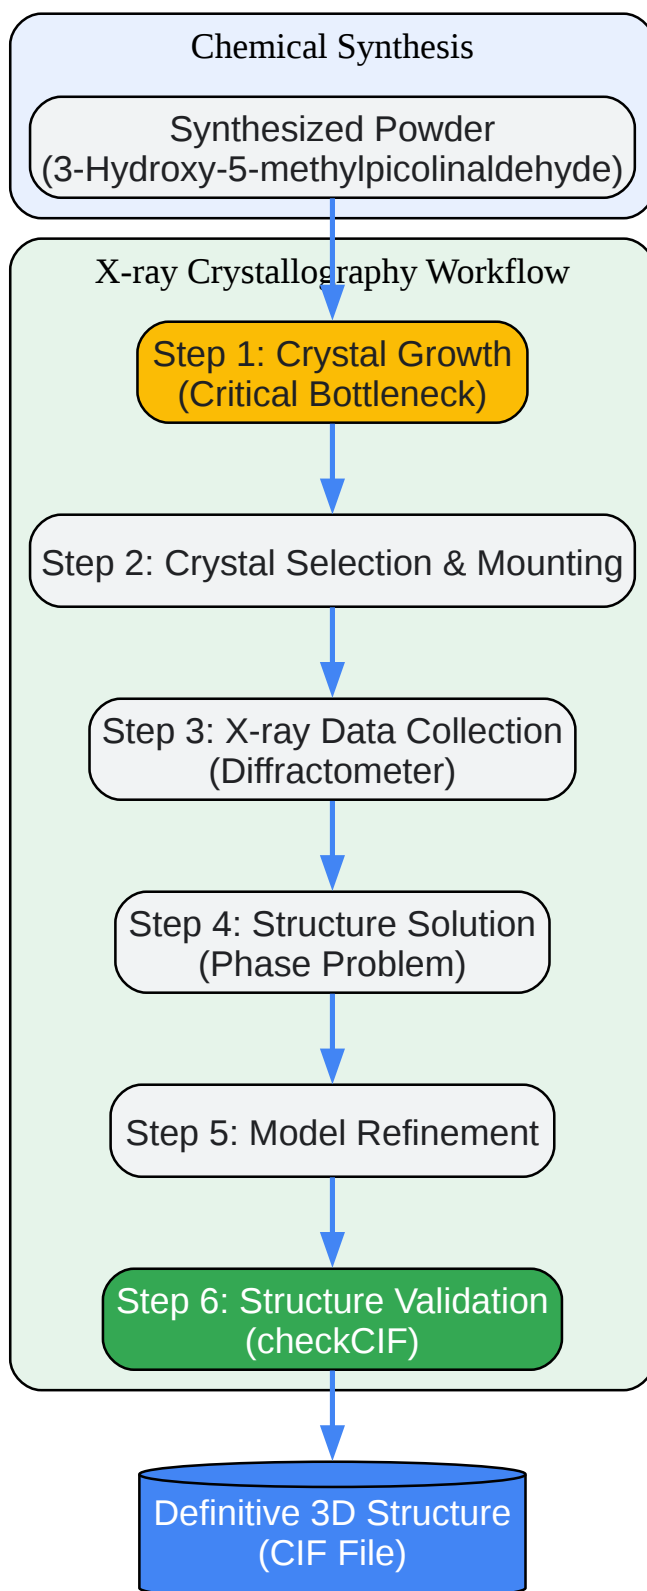 Chemical Synthesis
Synthesized Powder
(3-Hydroxy-5-methylpicolinaldehyde)
X-ray Crystallography Workflow
Step 1: Crystal Growth
(Critical Bottleneck)
Step 2: Crystal Selection & Mounting
Step 3: X-ray Data Collection
(Diffractometer)
Step 4: Structure Solution
(Phase Problem)
Step 5: Model Refinement
Step 6: Structure Validation
(checkCIF)
Definitive 3D Structure
(CIF File)